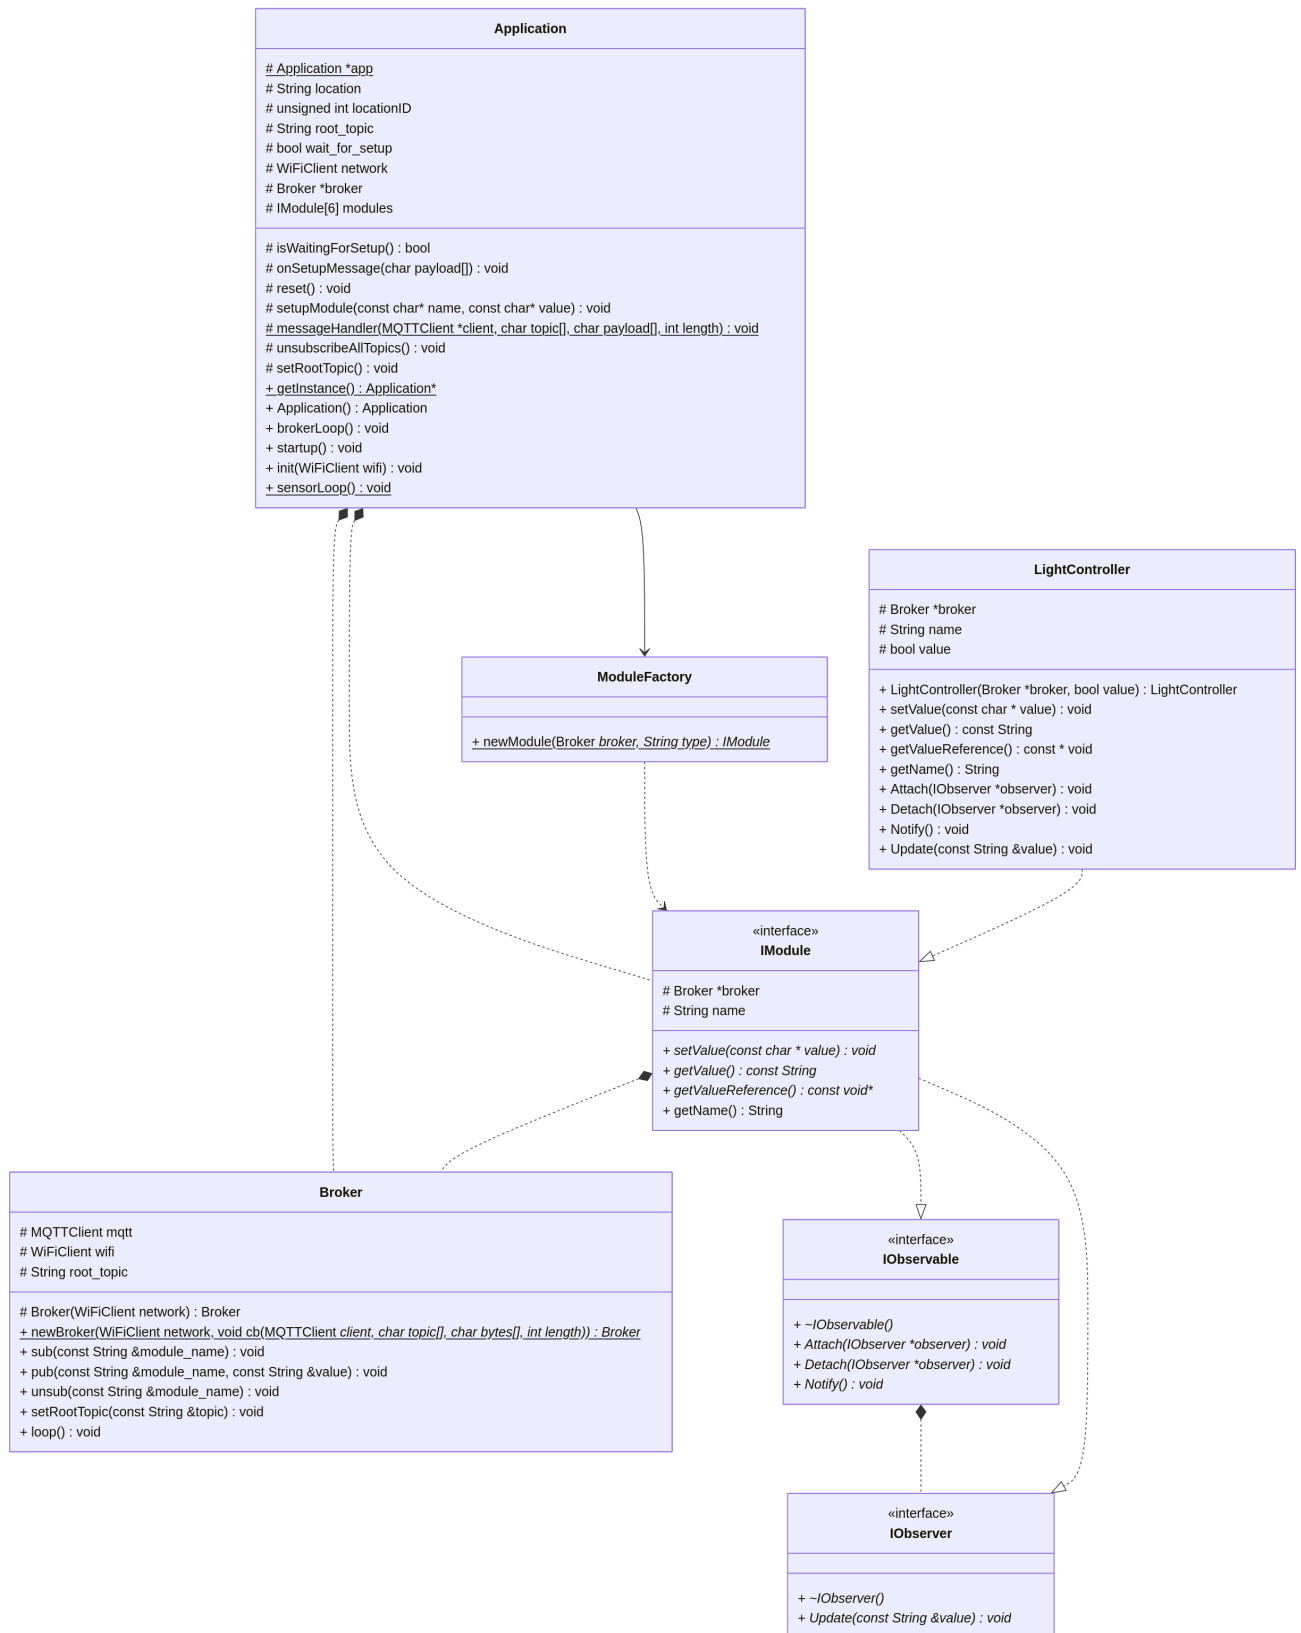 Application
# Application *app
# String location
# unsigned int locationID
# String root_topic
# bool wait_for_setup
# WiFiClient network
# Broker *broker
# IModule[6] modules
# isWaitingForSetup() : bool
# onSetupMessage(char payload[]) : void
# reset() : void
# setupModule(const char* name, const char* value) : void
# messageHandler(MQTTClient *client, char topic[], char payload[], int length) : void
# unsubscribeAllTopics() : void
# setRootTopic() : void
+ getInstance() : Application*
+ Application() : Application
+ brokerLoop() : void
+ startup() : void
+ init(WiFiClient wifi) : void
+ sensorLoop() : void
LightController
# Broker *broker
# String name
# bool value
+ LightController(Broker *broker, bool value) : LightController
+ setValue(const char * value) : void
+ getValue() : const String
+ getValueReference() : const * void
+ getName() : String
+ Attach(IObserver *observer) : void
+ Detach(IObserver *observer) : void
+ Notify() : void
+ Update(const String &value) : void
ModuleFactory
+ newModule(Broker broker, String type) : IModule
«interface»
IModule
# Broker *broker
# String name
+ setValue(const char * value) : void
+ getValue() : const String
+ getValueReference() : const void*
+ getName() : String
Broker
# MQTTClient mqtt
# WiFiClient wifi
# String root_topic
# Broker(WiFiClient network) : Broker
+ newBroker(WiFiClient network, void cb(MQTTClient client, char topic[], char bytes[], int length)) : Broker
+ sub(const String &module_name) : void
+ pub(const String &module_name, const String &value) : void
+ unsub(const String &module_name) : void
+ setRootTopic(const String &topic) : void
+ loop() : void
«interface»
IObservable
+ ~IObservable()
+ Attach(IObserver *observer) : void
+ Detach(IObserver *observer) : void
+ Notify() : void
«interface»
IObserver
+ ~IObserver()
+ Update(const String &value) : void